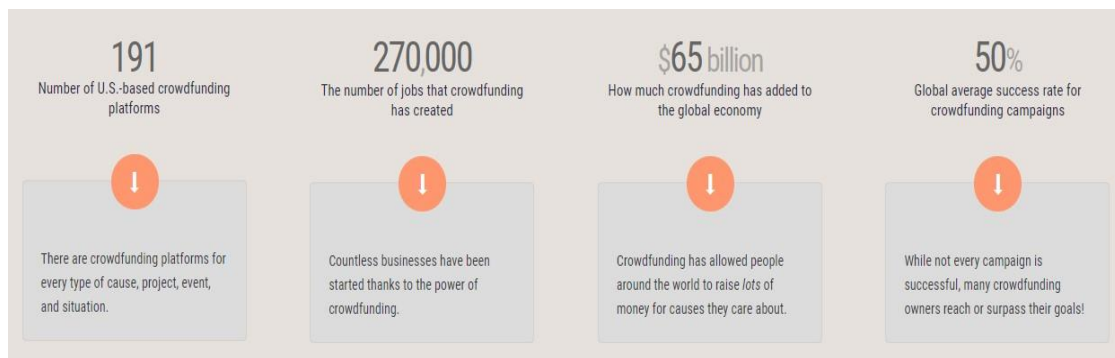 191
Number of U.S.-based crowdfunding
platforms
There are crowdfunding platforms for
every type of cause, project, event,
and situation.
270,000
The number of jobs that crowdfunding
has created
Countless businesses have been
started thanks to the power of
crowdfunding.
$65 billion
How much crowdfunding has added to
the global economy
Crowdfunding has allowed people
around the world to raise lots of
money for causes they care about.
50%
Global average success rate for
crowdfunding campaigns
While not every campaign is
successful, many crowdfunding
owners reach or surpass their goals!